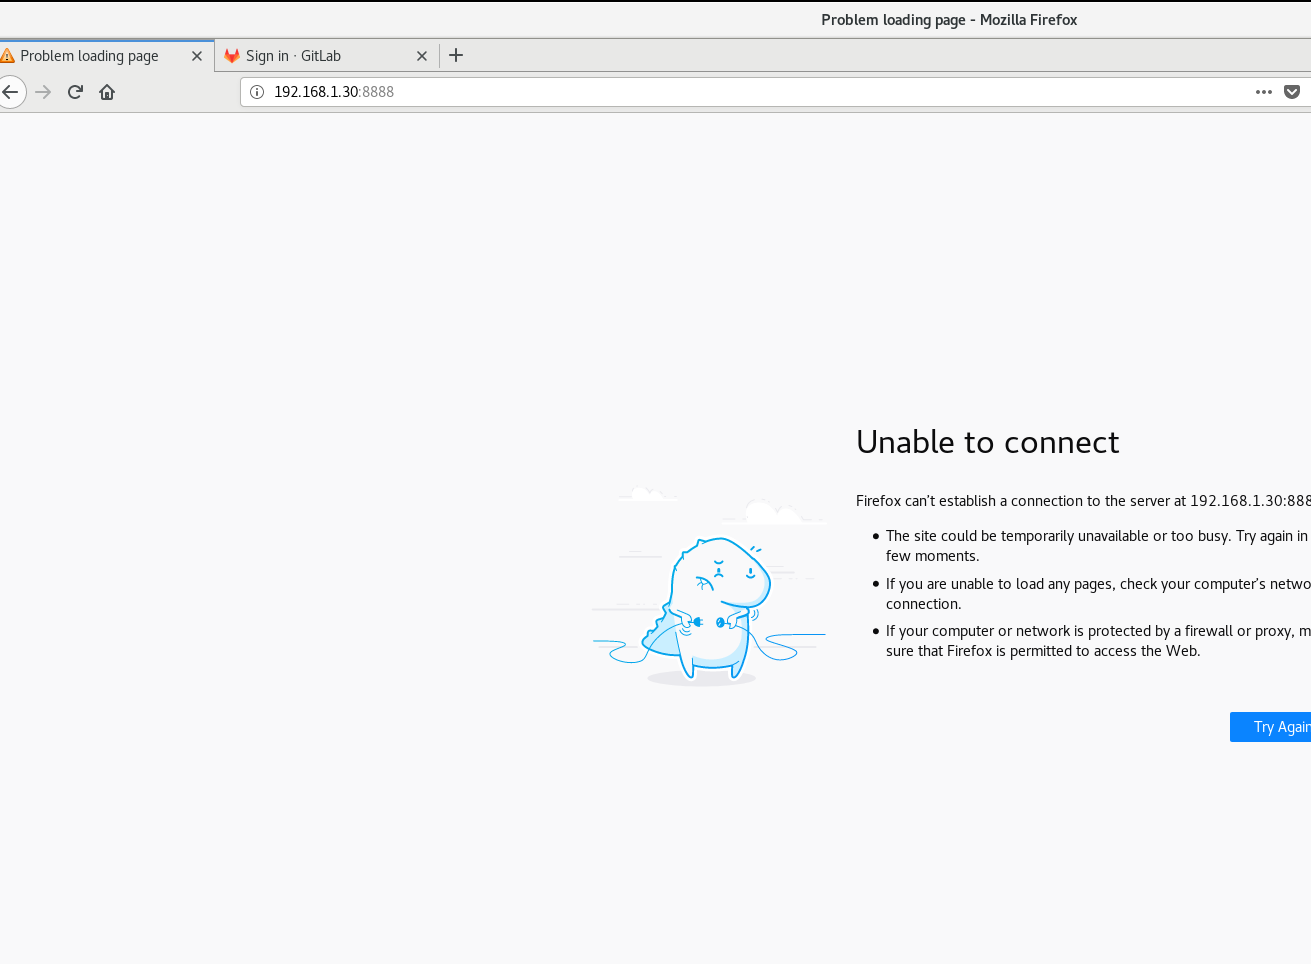 Problem loading page - Mozilla Firefox
Problem loading page
Sign in · GitLab
192.168.1.30:8888
Unable to connect
Firefox can’t establish a connection to the server at 192.168.1.30:888
The site could be temporarily unavailable or too busy. Try again in
few moments.
If you are unable to load any pages, check your computer’s netwo
connection.
If your computer or network is protected by a firewall or proxy, m
sure that Firefox is permitted to access the Web.
Try Again